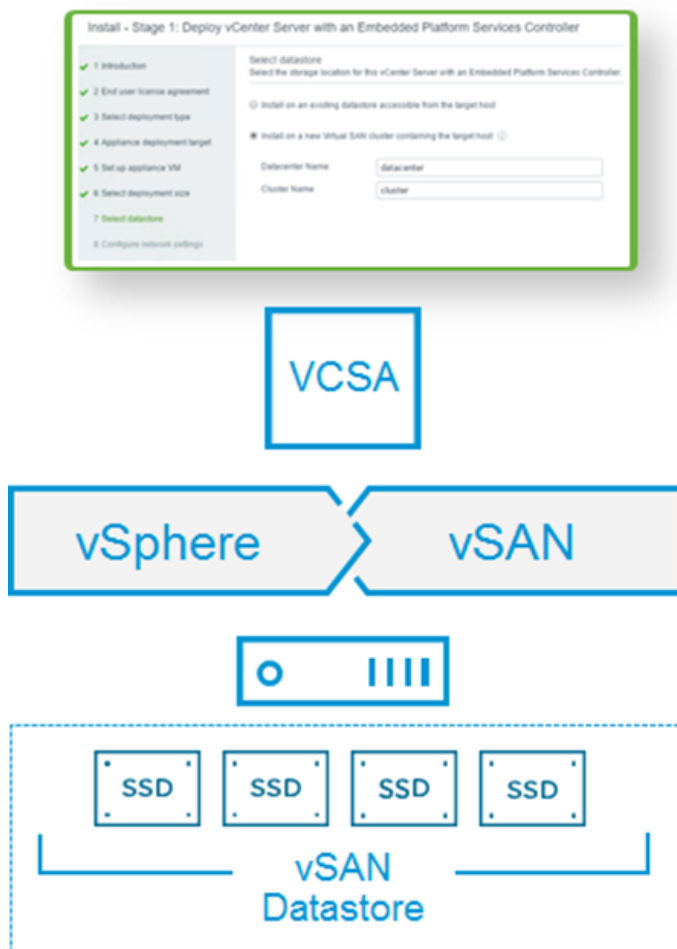 Install - Stage 1: Deploy vCenter Server with an Embedded Platform Services Controller
✔ 1 Introduction
✔ 2 End user license agreement
✔ 3 Select deployment type
✔ 4 Appliance deployment target
✔ 5 Set up appliance VM
✔ 6 Select deployment size
7 Select datastore
8 Configure network settings
Select datastore
Select the storage location for this vCenter Server with an Embedded Platform Services Controller.
Install on an existing datastore accessible from the target host
Install on a new Virtual SAN cluster containing the target host
Datacenter Name datacenter
Cluster Name cluster
VCSA
vSphere vSAN
SSD SSD SSD SSD
vSAN
Datastore